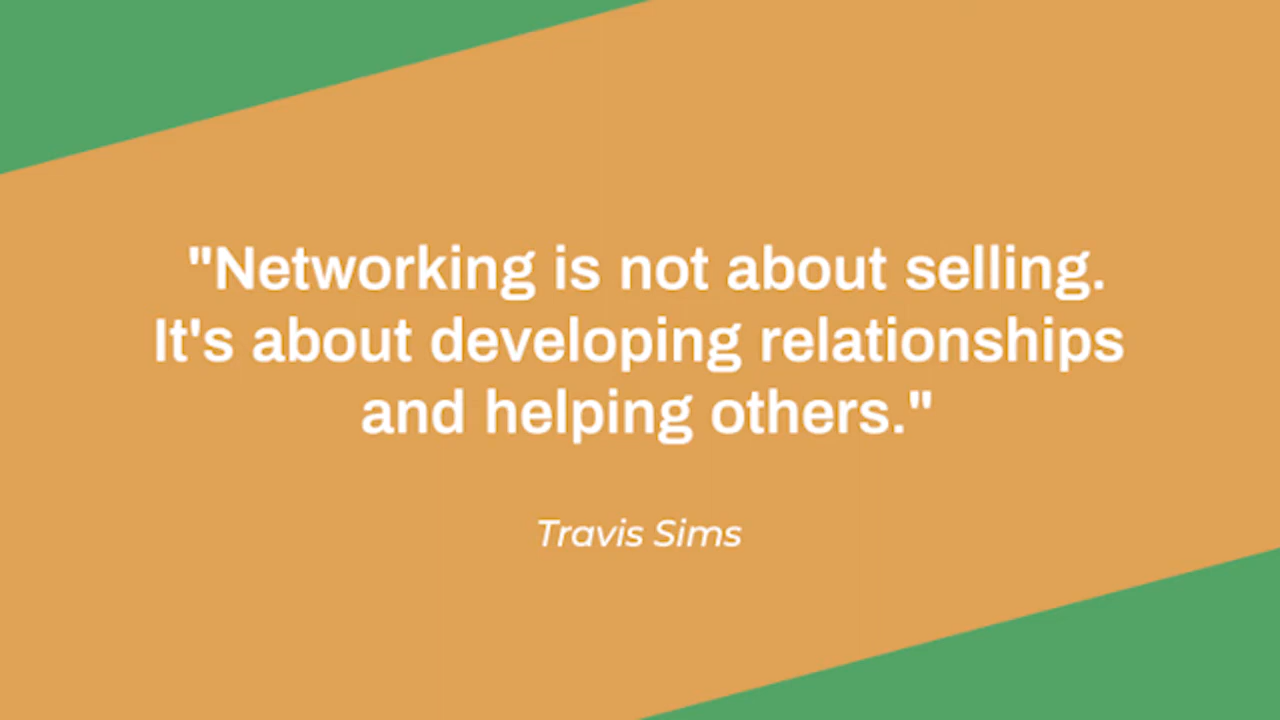 "Networking is not about selling.
It's about developing relationships
and helping others."
Travis Sims